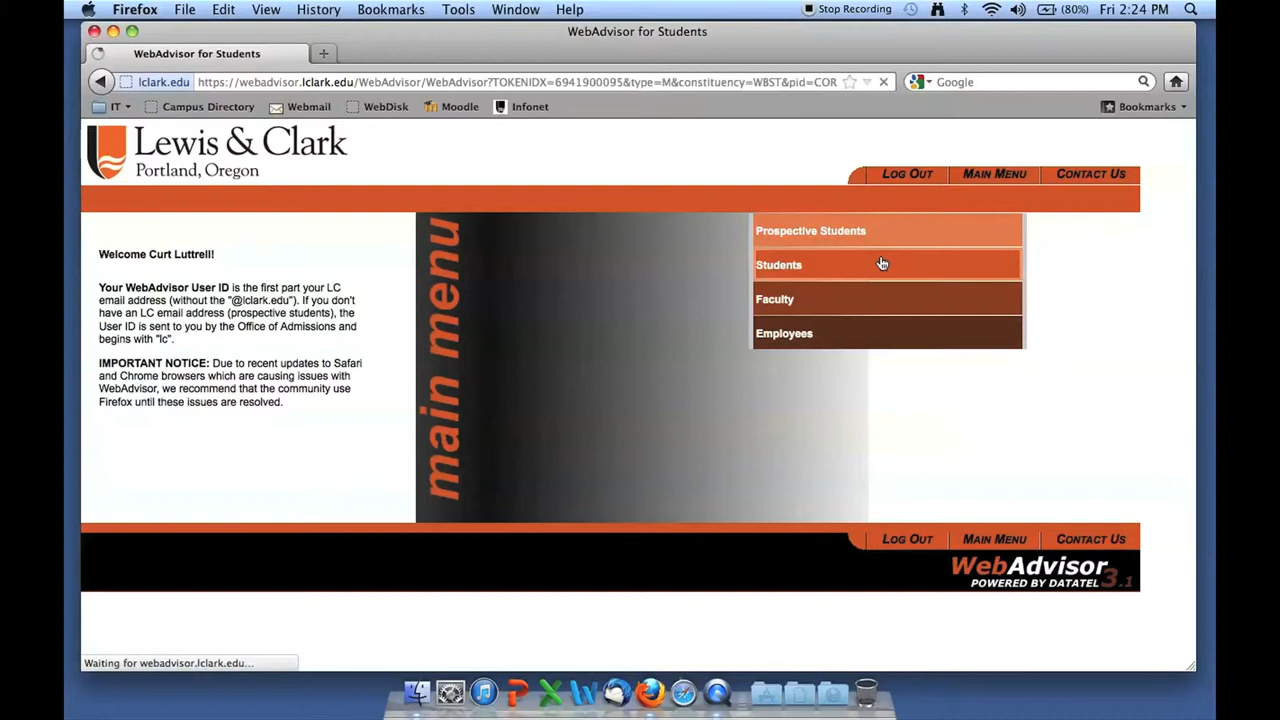 Firefox File Edit View History Bookmarks Tools Window Help Stop Recording (80%) Fri 2:24 PM
WebAdvisor for Students
WebAdvisor for Students
lclark.edu https://webadvisor.lclark.edu/WebAdvisor/WebAdvisor?TOKENIDX=6941900095&type=M&constituency=WBST&pid=COR Google
IT Campus Directory Webmail WebDisk Moodle Infonet Bookmarks
Lewis & Clark
Portland, Oregon
Log Out Main Menu Contact Us
main menu
Prospective Students
Students
Faculty
Employees
Welcome Curt Luttrell!
Your WebAdvisor User ID is the first part your LC
email address (without the "@lclark.edu"). If you don't
have an LC email address (prospective students), the
User ID is sent to you by the Office of Admissions and
begins with "lc".
IMPORTANT NOTICE: Due to recent updates to Safari
and Chrome browsers which are causing issues with
WebAdvisor, we recommend that the community use
Firefox until these issues are resolved.
Log Out Main Menu Contact Us
WebAdvisor 3.1
POWERED BY DATATEL
Waiting for webadvisor.lclark.edu...